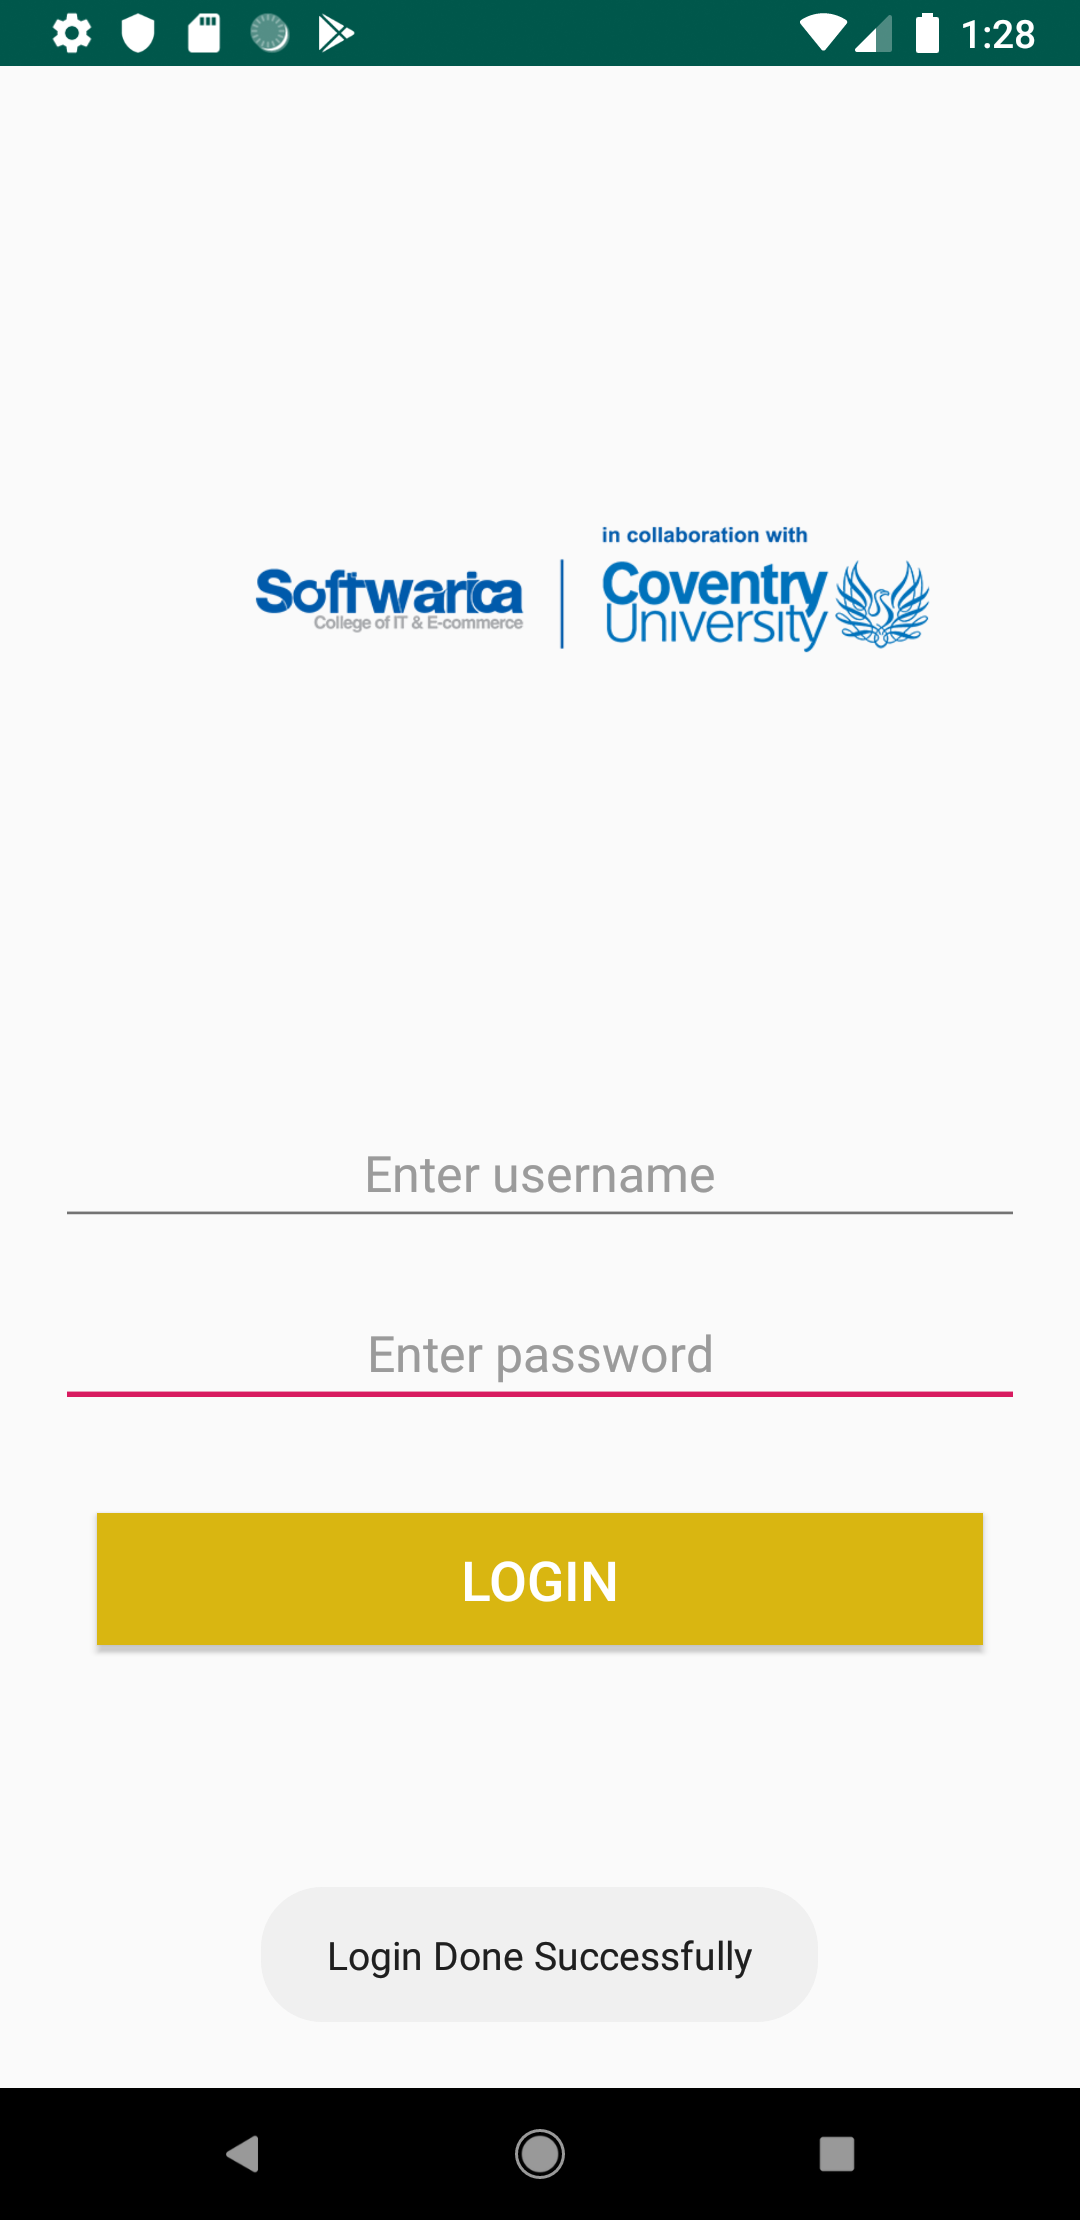 1:28
in collaboration with
Softwarica
College of IT & E-commerce
Coventry
University
Enter username
Enter password
LOGIN
Login Done Successfully